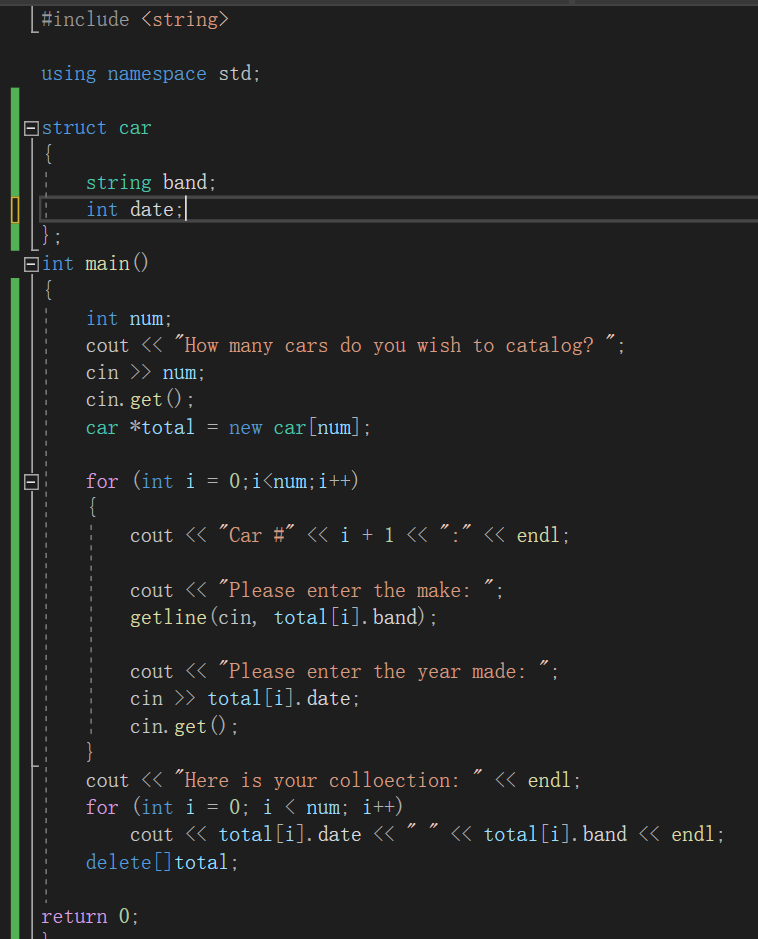 #include <string>
using namespace std;
struct car
{
string band;
int date;
};
int main()
{
int num;
cout << "How many cars do you wish to catalog? ";
cin >> num;
cin.get();
car *total = new car[num];
for (int i = 0;i<num;i++)
{
cout << "Car #" << i + 1 << ":" << endl;
cout << "Please enter the make: ";
getline(cin, total[i].band);
cout << "Please enter the year made: ";
cin >> total[i].date;
cin.get();
}
cout << "Here is your colloection: " << endl;
for (int i = 0; i < num; i++)
cout << total[i].date << " " << total[i].band << endl;
delete[]total;
return 0;
}